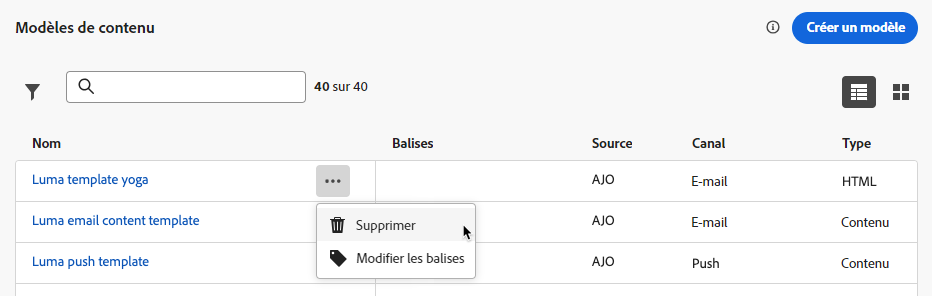 Modèles de contenu
Créer un modèle
40 sur 40
Nom Balises Source Canal Type
Luma template yoga AJO E-mail HTML
Luma email content template AJO E-mail Contenu
Supprimer
Luma push template AJO Push Contenu
Modifier les balises